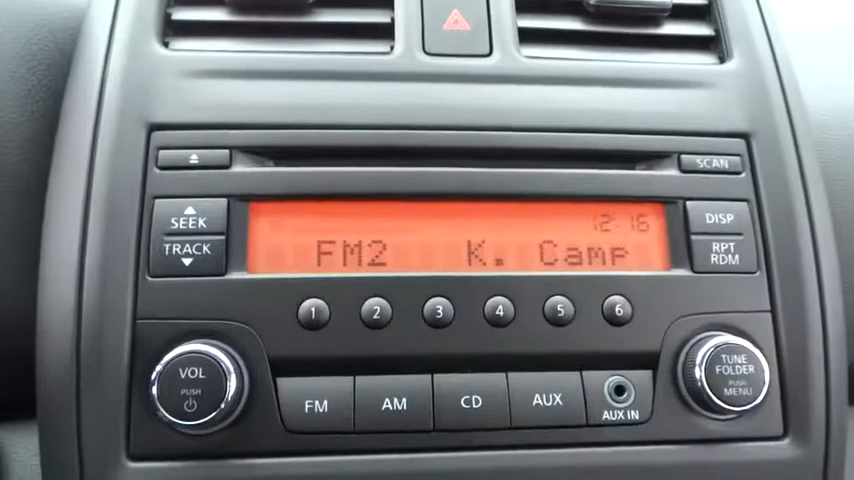 SCAN
SEEK
TRACK
12:16
FM2 K. Camp
DISP
RPT
RDM
1 2 3 4 5 6
VOL
PUSH
FM AM CD AUX
AUX IN
TUNE
FOLDER
PUSH
MENU